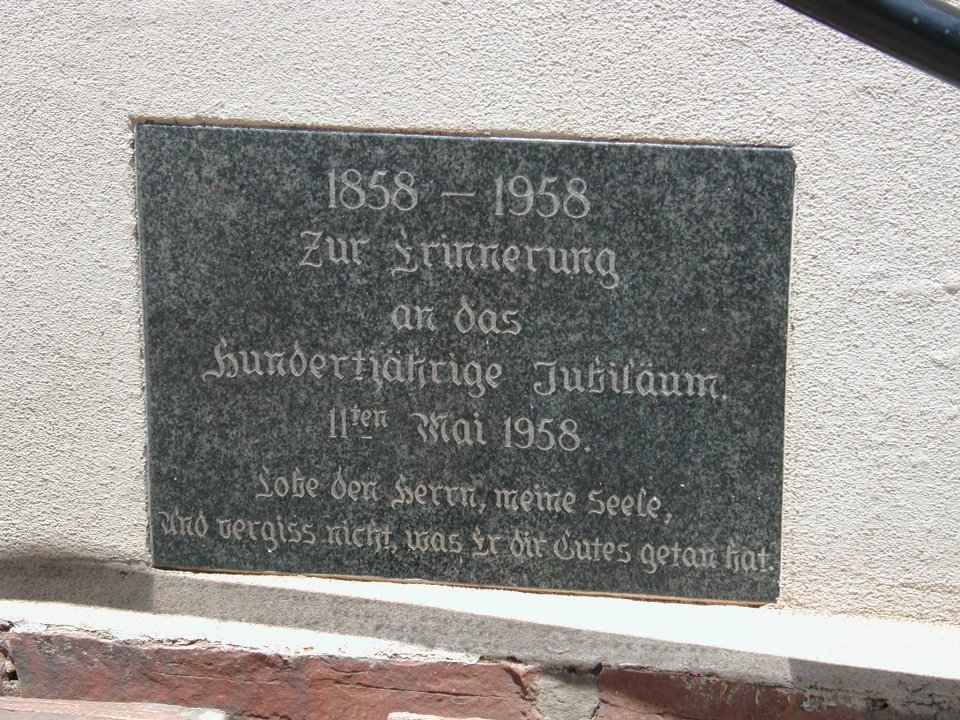 1858 – 1958
Zur Erinnerung
an das
Hundertjährige Jubiläum.
11ten Mai 1958.
Lobe den Herrn, meine Seele,
Und vergiss nicht, was Er dir Gutes getan hat.